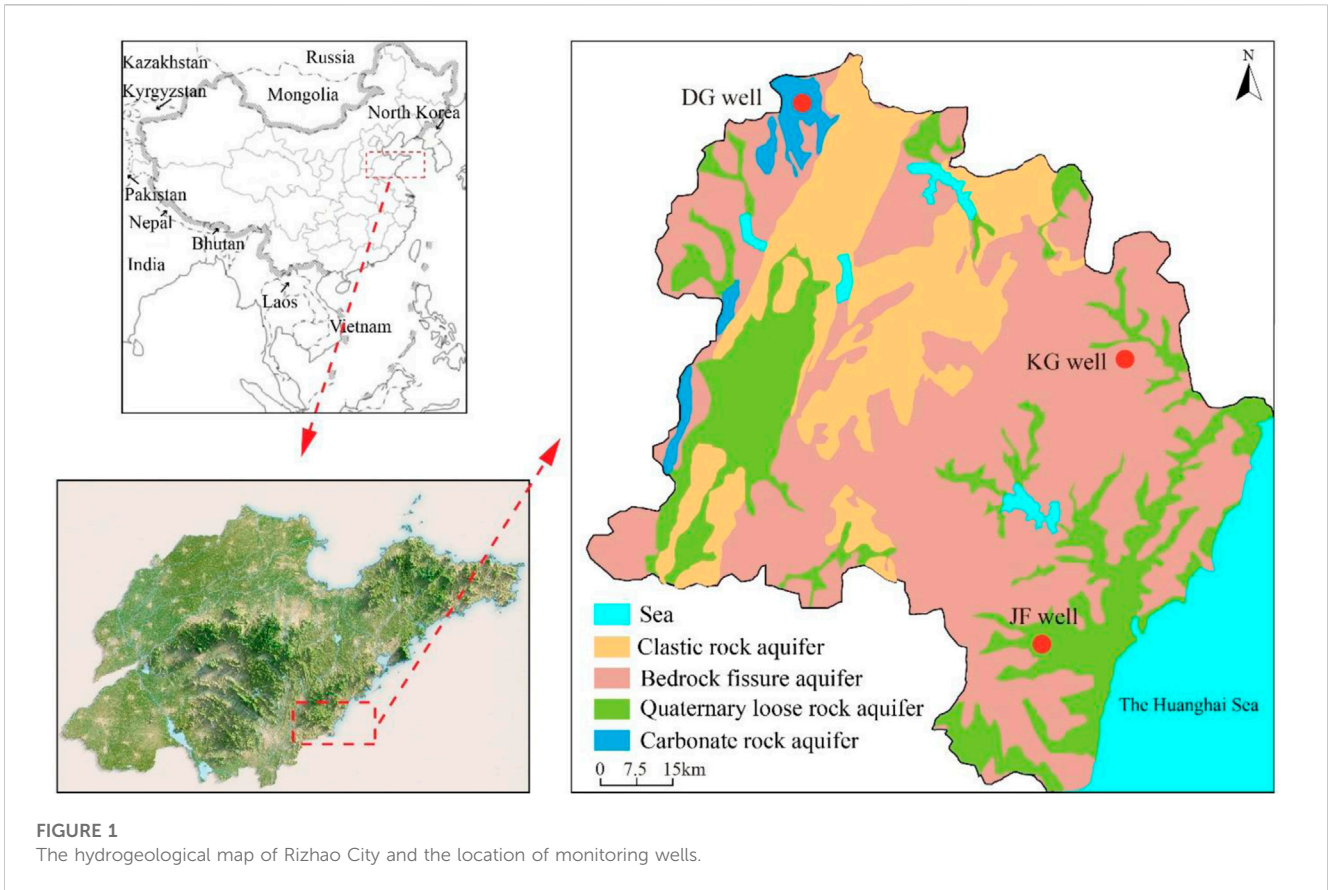 Kazakhstan
Russia
Kyrgyzstan
Mongolia
North Korea
Pakistan
Nepal
Bhutan
India
Laos
Vietnam
N
DG well
KG well
JF well
Sea
Clastic rock aquifer
Bedrock fissure aquifer
Quaternary loose rock aquifer
Carbonate rock aquifer
0 7.5 15km
The Huanghai Sea
FIGURE 1
The hydrogeological map of Rizhao City and the location of monitoring wells.